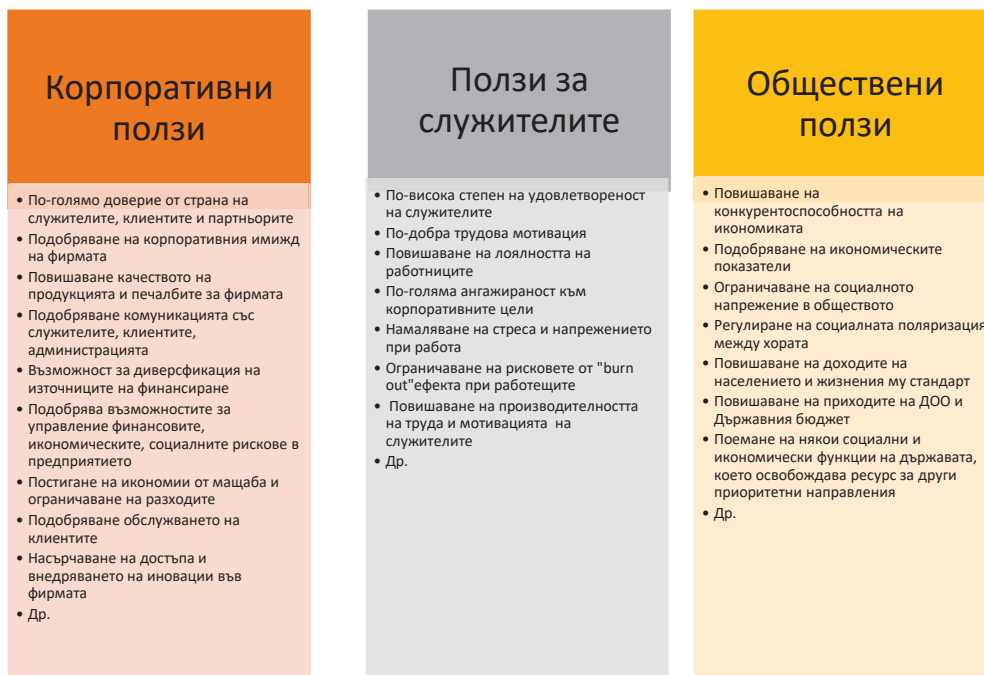 Корпоративни
ползи
• По-голямо доверие от страна на
служителите, клиентите и партньорите
• Подобряване на корпоративния имижд
на фирмата
• Повишаване качеството на
продукцията и печалбите за фирмата
• Подобряване комуникацията със
служителите, клиентите,
администрацията
• Възможност за диверсфикация на
източниците на финансиране
• Подобрява възможностите за
управление финансовите,
икономическите, социалните рискове в
предприятието
• Постигане на икономии от мащаба и
ограничаване на разходите
• Подобряване обслужването на
клиентите
• Насърчаване на достъпа и
внедряването на иновации във
фирмата
• Др.
Ползи за
служителите
• По-висока степен на удовлетвореност
на служителите
• По-добра трудова мотивация
• Повишаване на лоялността на
работниците
• По-голяма ангажираност към
корпоративните цели
• Намаляване на стреса и напрежението
при работа
• Ограничаване на рисковете от "burn
out"ефекта при работещите
• Повишаване на производителността
на труда и мотивацията на
служителите
• Др.
Обществени
ползи
• Повишаване на
конкурентоспособността на
икономиката
• Подобряване на икономическите
показатели
• Ограничаване на социалното
напрежение в обществото
• Регулиране на социалната поляризация
между хората
• Повишаване на доходите на
населението и жизнения му стандарт
• Повишаване на приходите на ДОО и
Държавния бюджет
• Поемане на някои социални и
икономически функции на държавата,
което освобождава ресурс за други
приоритетни направления
• Др.